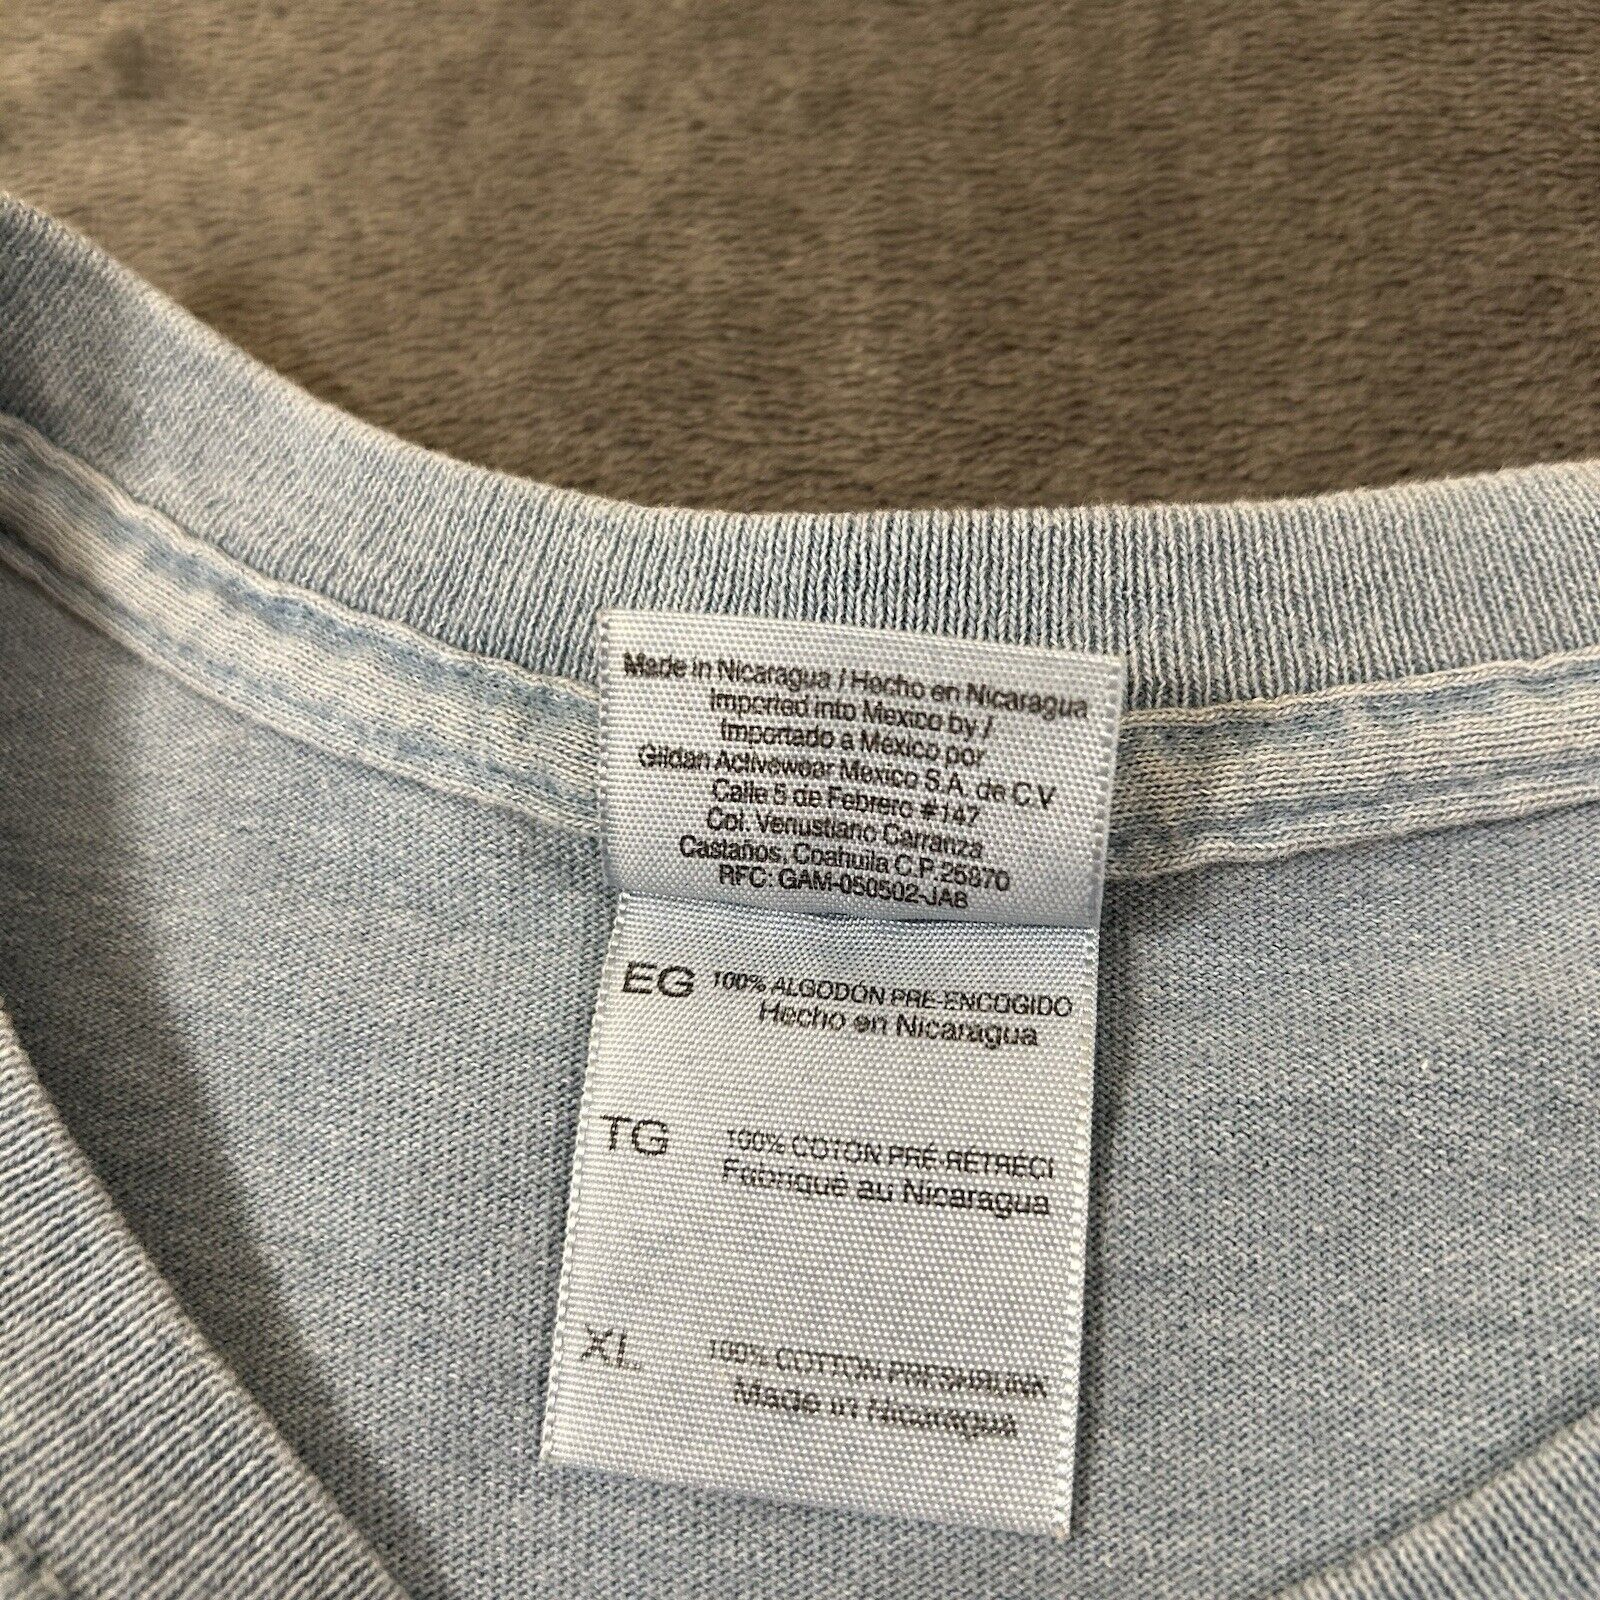 Made in Nicaragua / Hecho en Nicaragua
Imported into Mexico by /
Importado a Mexico por
Gildan Activewear Mexico S.A. de C.V
Calle 5 de Febrero #147
Col. Venustiano Carranza
Castaños, Coahuila C.P. 25870
RFC: GAM-050502-JA8
EG 100% ALGODÓN PRE-ENCOGIDO
Hecho en Nicaragua
TG 100% COTON PRÉ-RÉTRÉCI
Fabriqué au Nicaragua
XL 100% COTTON PRESHRUNK
Made in Nicaragua